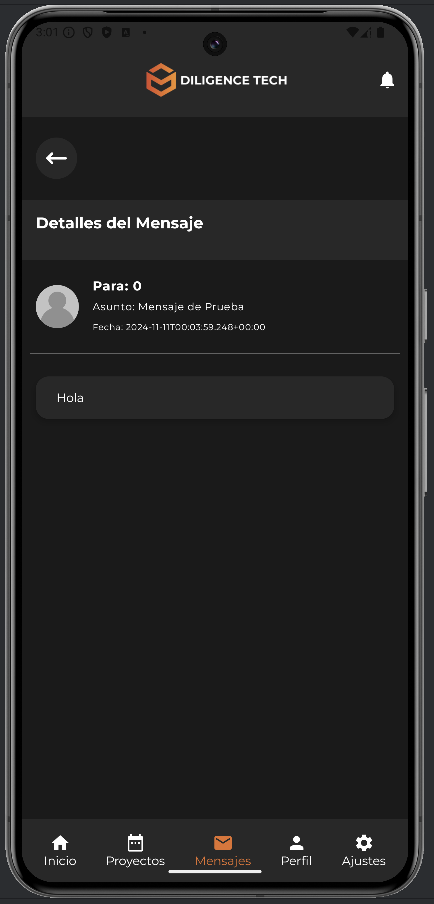 3:01
DILIGENCE TECH
Detalles del Mensaje
Para: 0
Asunto: Mensaje de Prueba
Fecha: 2024-11-11T00:03:59.248+00:00
Hola
Inicio
Proyectos
Mensajes
Perfil
Ajustes